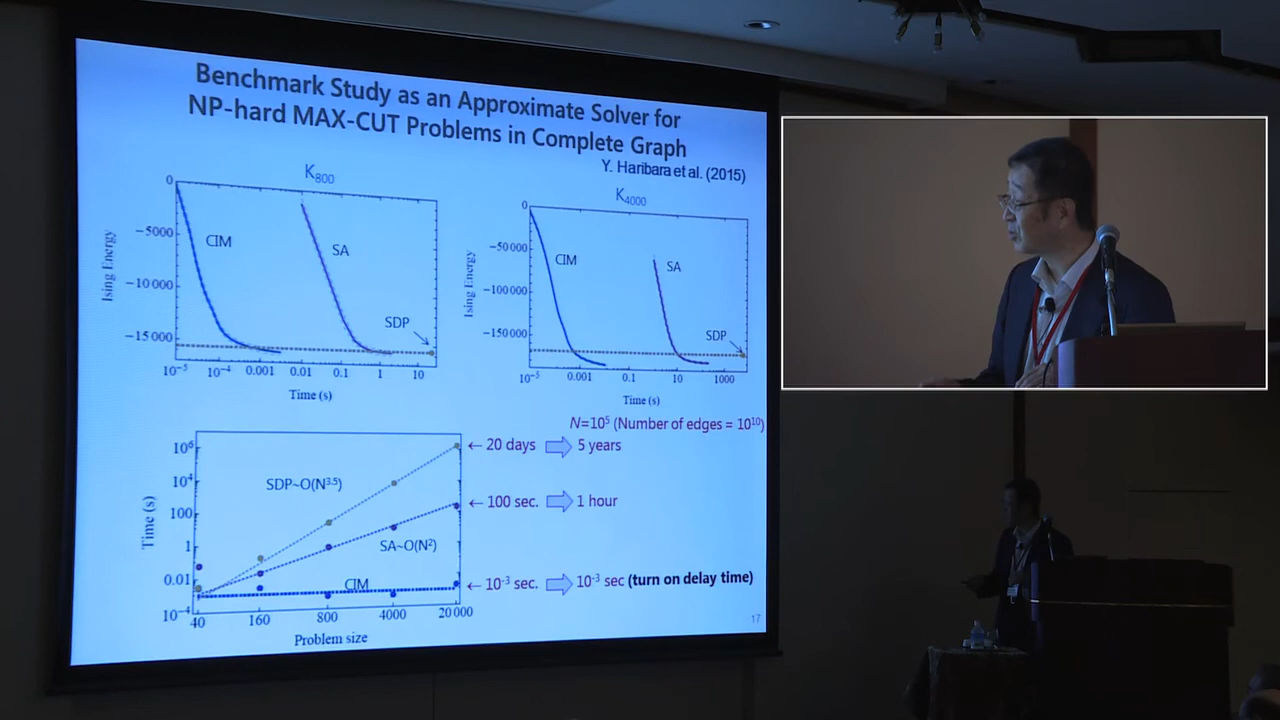 Benchmark Study as an Approximate Solver for
NP-hard MAX-CUT Problems in Complete Graph
Y. Haribara et al. (2015)
K800
0
−5000
−10 000
−15 000
Ising Energy
CIM
SA
SDP
10⁻⁵ 10⁻⁴ 0.001 0.01 0.1 1 10
Time (s)
K4000
0
−50 000
−100 000
−150 000
Ising Energy
CIM
SA
SDP
10⁻⁵ 0.001 0.1 10 1000
Time (s)
N=10⁵ (Number of edges = 10¹⁰)
10⁶
10⁴
100
1
0.01
10⁻⁴
Time (s)
SDP~O(N³·⁵)
SA~O(N²)
CIM
40 160 800 4000 20 000
Problem size
← 20 days ⇒ 5 years
← 100 sec. ⇒ 1 hour
← 10⁻³ sec. ⇒ 10⁻³ sec (turn on delay time)
17